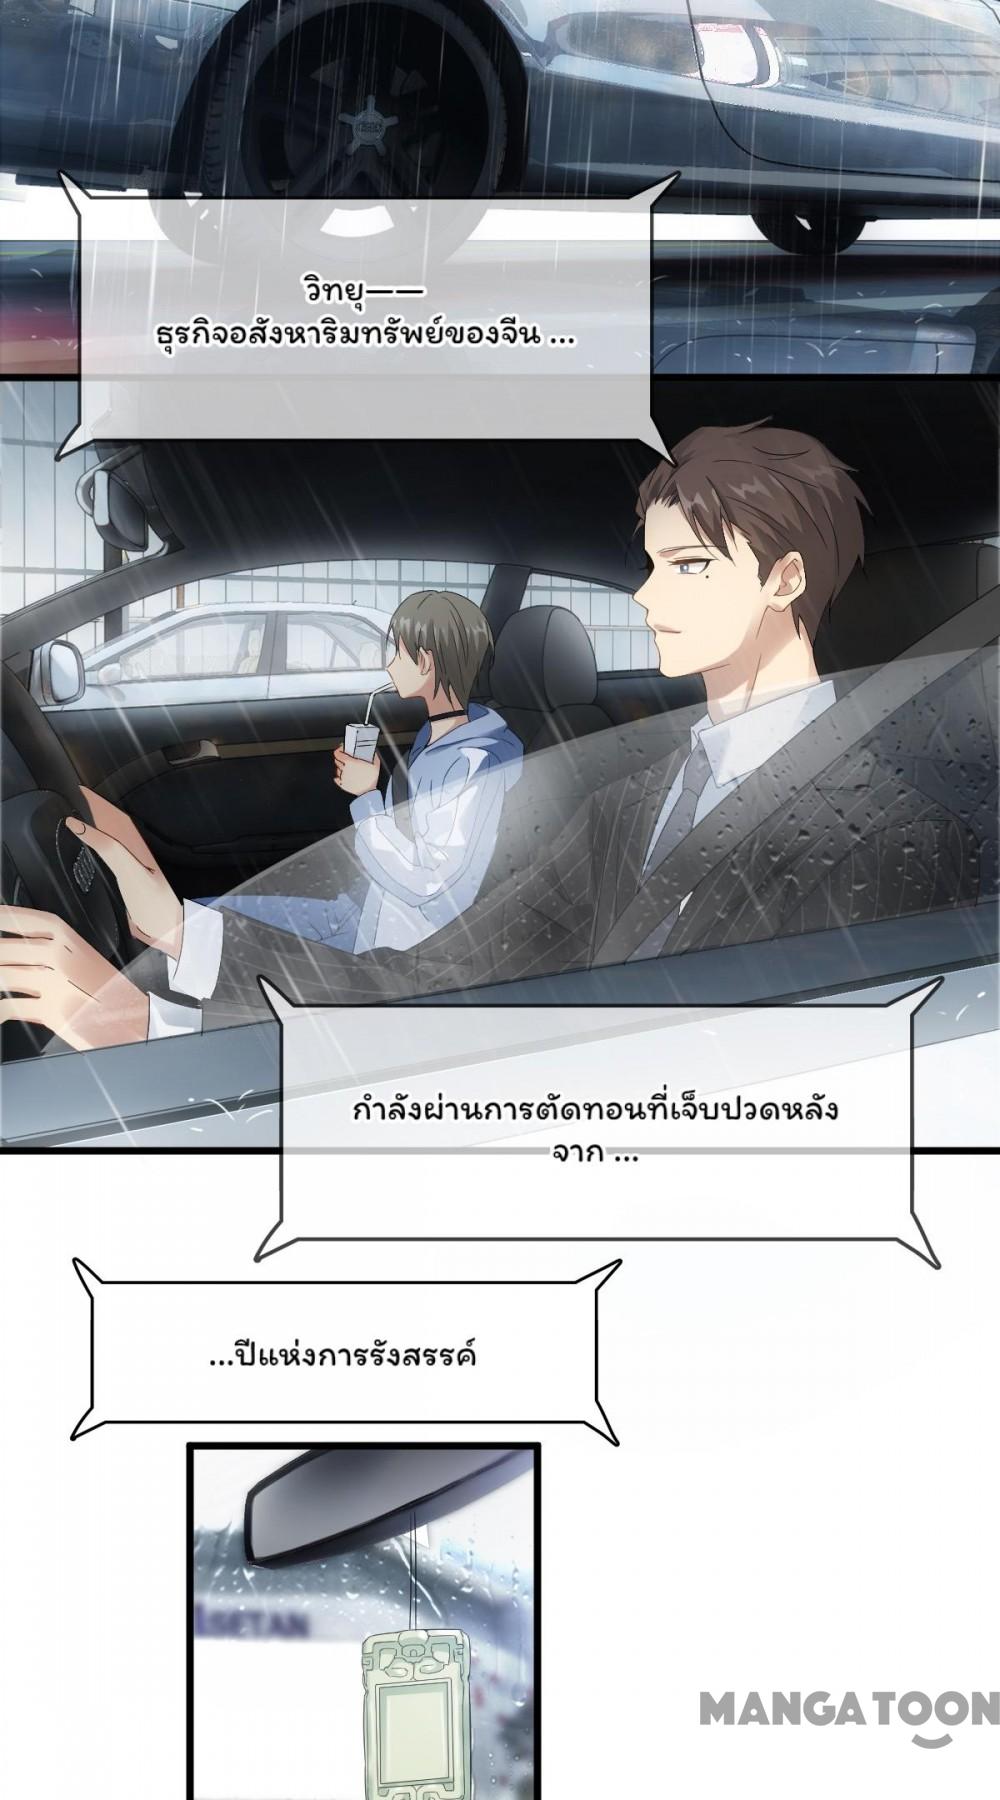 วิทยุ——
ธุรกิจอสังหาริมทรัพย์ของจีน ...
กำลังผ่านการตัดทอนที่เจ็บปวดหลัง
จาก ...
...ปีแห่งการรังสรรค์
ISETAN
MANGATOON